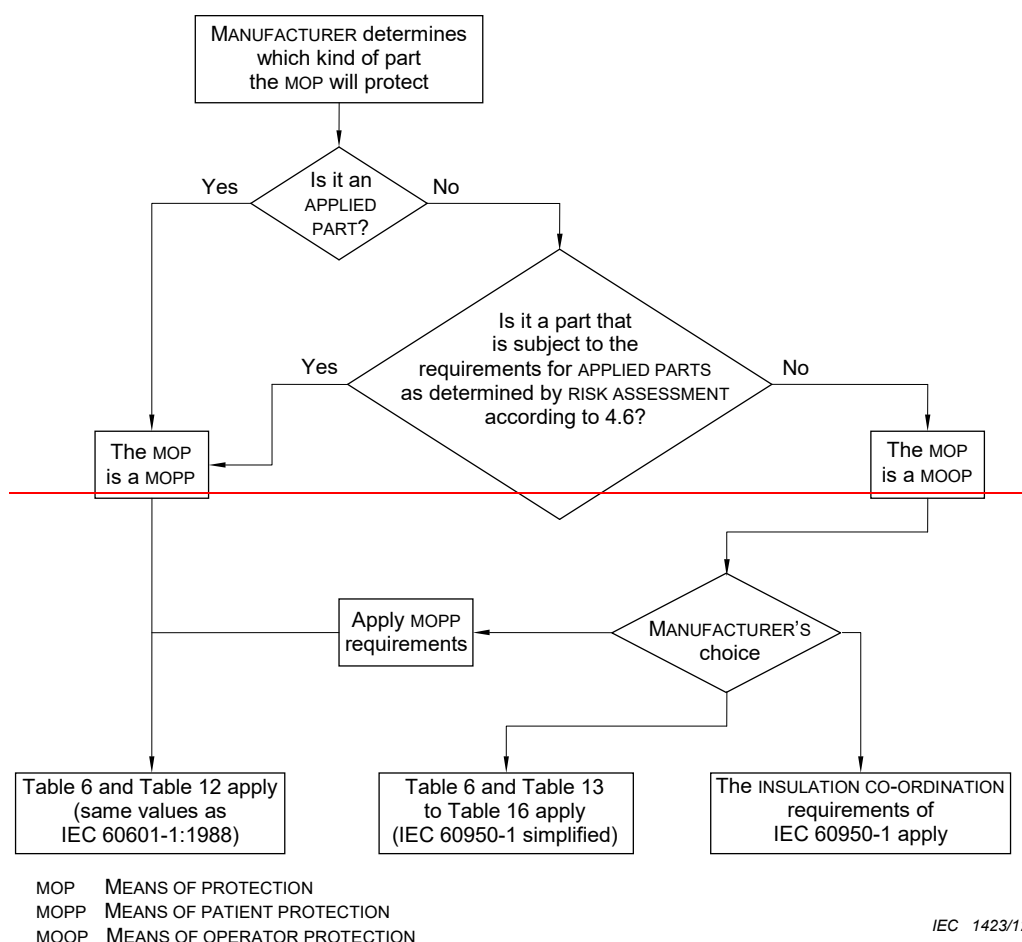 MANUFACTURER determines
which kind of part
the MOP will protect
Yes
Is it an
APPLIED
PART?
No
Is it a part that
is subject to the
requirements for APPLIED PARTS
as determined by RISK ASSESSMENT
according to 4.6?
Yes
No
The MOP
is a MOPP
The MOP
is a MOOP
Apply MOPP
requirements
MANUFACTURER'S
choice
Table 6 and Table 12 apply
(same values as
IEC 60601-1:1988)
Table 6 and Table 13
to Table 16 apply
(IEC 60950-1 simplified)
The INSULATION CO-ORDINATION
requirements of
IEC 60950-1 apply
MOP MEANS OF PROTECTION
MOPP MEANS OF PATIENT PROTECTION
MOOP MEANS OF OPERATOR PROTECTION
IEC